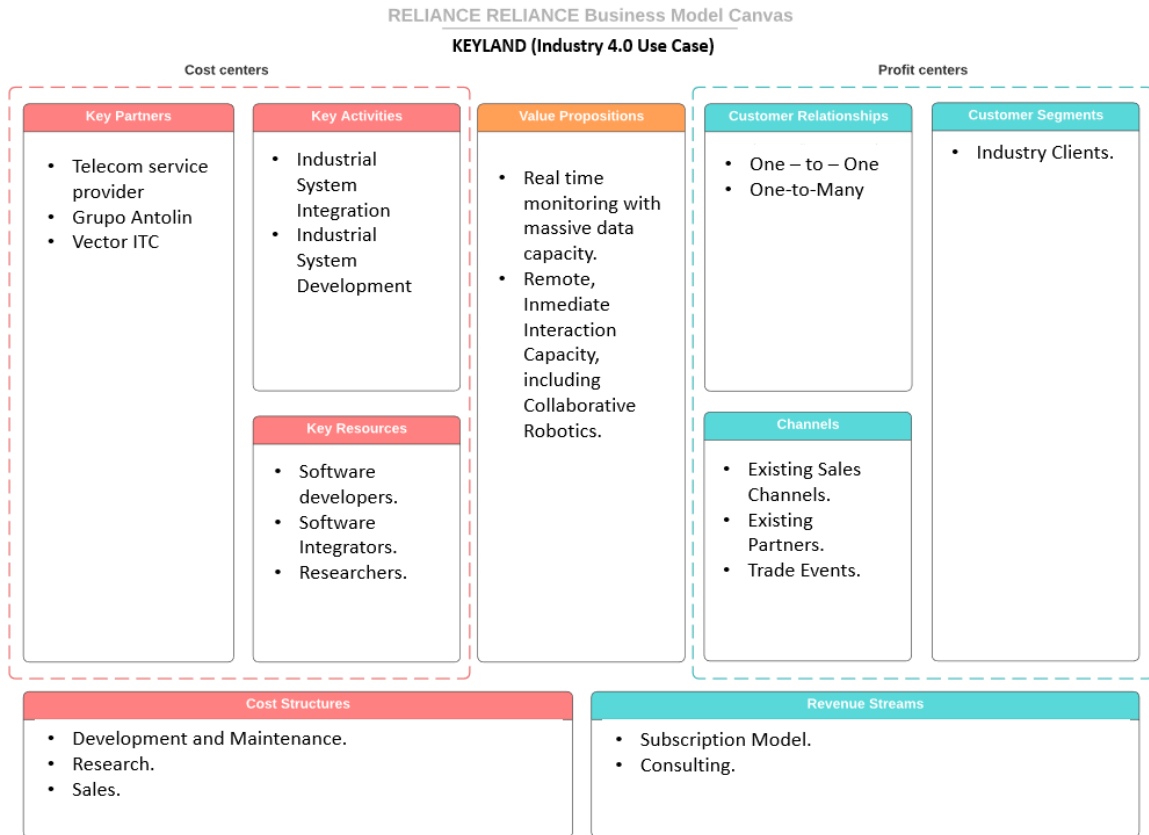 RELIANCE RELIANCE Business Model Canvas
KEYLAND (Industry 4.0 Use Case)
Cost centers
Profit centers
Key Partners
• Telecom service
provider
• Grupo Antolin
• Vector ITC
Key Activities
• Industrial
System
Integration
• Industrial
System
Development
Key Resources
• Software
developers.
• Software
Integrators.
• Researchers.
Value Propositions
• Real time
monitoring with
massive data
capacity.
• Remote,
Inmediate
Interaction
Capacity,
including
Collaborative
Robotics.
Customer Relationships
• One – to – One
• One-to-Many
Channels
• Existing Sales
Channels.
• Existing
Partners.
• Trade Events.
Customer Segments
• Industry Clients.
Cost Structures
• Development and Maintenance.
• Research.
• Sales.
Revenue Streams
• Subscription Model.
• Consulting.